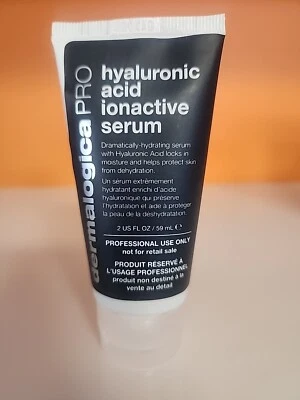 dermalogica PRO
hyaluronic
acid
ionactive
serum
Dramatically-hydrating serum
with Hyaluronic Acid locks in
moisture and helps protect skin
from dehydration.
Un sérum extrêmement
hydratant enrichi d'acide
hyaluronique qui préserve
l'hydratation et aide à protéger
la peau de la déshydratation.
2 US FL OZ / 59 mL ℮
PROFESSIONAL USE ONLY
not for retail sale
PRODUIT RÉSERVÉ À
L'USAGE PROFESSIONNEL
produit non destiné à la
vente au détail